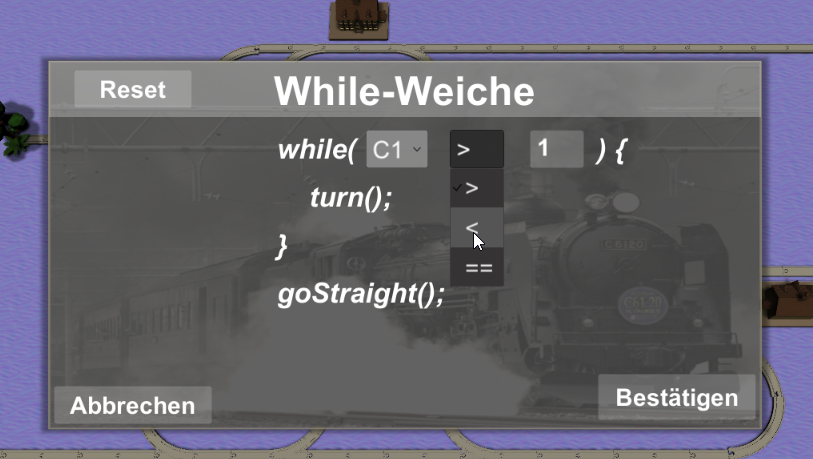 Reset
While-Weiche
while( C1 > 1 ) {
>
turn();
<
}
==
goStraight();
Abbrechen
Bestätigen